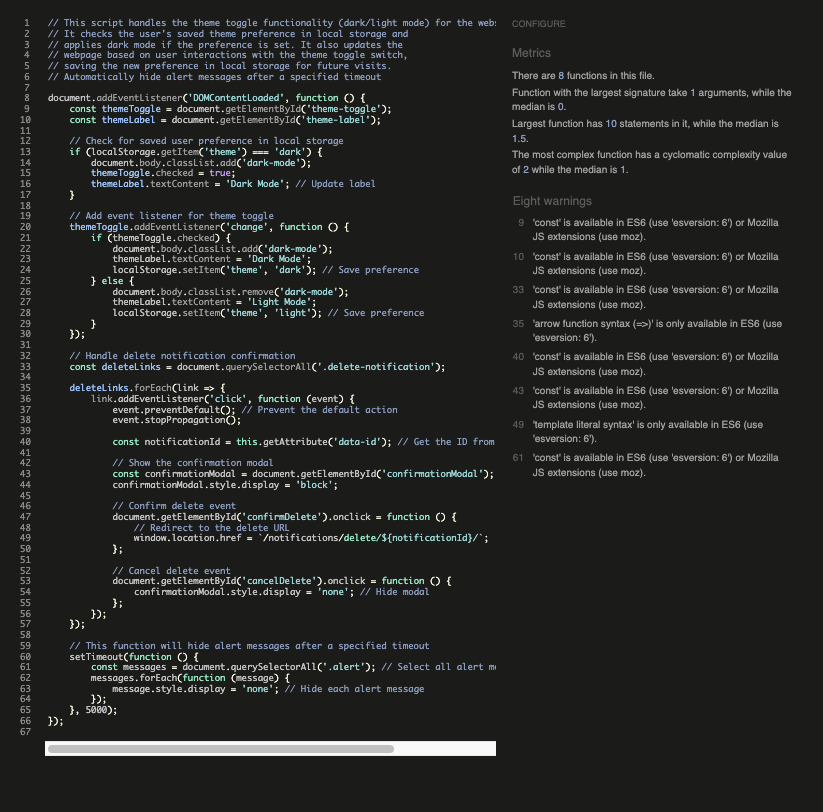 1 // This script handles the theme toggle functionality (dark/light mode) for the
2 // It checks the user's saved theme preference in local storage and
3 // applies dark mode if the preference is set. It also updates the
4 // webpage based on user interactions with the theme toggle switch,
5 // saving the new preference in local storage for future visits.
6 // Automatically hide alert messages after a specified timeout
7
8 document.addEventListener('DOMContentLoaded', function () {
9     const themeToggle = document.getElementById('theme-toggle');
10     const themeLabel = document.getElementById('theme-label');
11
12     // Check for saved user preference in local storage
13     if (localStorage.getItem('theme') === 'dark') {
14         document.body.classList.add('dark-mode');
15         themeToggle.checked = true;
16         themeLabel.textContent = 'Dark Mode'; // Update label
17     }
18
19     // Add event listener for theme toggle
20     themeToggle.addEventListener('change', function () {
21         if (themeToggle.checked) {
22             document.body.classList.add('dark-mode');
23             themeLabel.textContent = 'Dark Mode';
24             localStorage.setItem('theme', 'dark'); // Save preference
25         } else {
26             document.body.classList.remove('dark-mode');
27             themeLabel.textContent = 'Light Mode';
28             localStorage.setItem('theme', 'light'); // Save preference
29         }
30     });
31
32     // Handle delete notification confirmation
33     const deleteLinks = document.querySelectorAll('.delete-notification');
34
35     deleteLinks.forEach(link => {
36         link.addEventListener('click', function (event) {
37             event.preventDefault(); // Prevent the default action
38             event.stopPropagation();
39
40             const notificationId = this.getAttribute('data-id'); // Get the ID from
41
42             // Show the confirmation modal
43             const confirmationModal = document.getElementById('confirmationModal');
44             confirmationModal.style.display = 'block';
45
46             // Confirm delete event
47             document.getElementById('confirmDelete').onclick = function () {
48                 // Redirect to the delete URL
49                 window.location.href = `/notifications/delete/${notificationId}/`;
50             };
51
52             // Cancel delete event
53             document.getElementById('cancelDelete').onclick = function () {
54                 confirmationModal.style.display = 'none'; // Hide modal
55             };
56         });
57     });
58
59     // This function will hide alert messages after a specified timeout
60     setTimeout(function () {
61         const messages = document.querySelectorAll('.alert'); // Select all alert
62         messages.forEach(function (message) {
63             message.style.display = 'none'; // Hide each alert message
64         });
65     }, 5000);
66 });
67
CONFIGURE
Metrics
There are 8 functions in this file.
Function with the largest signature take 1 arguments, while the
median is 0.
Largest function has 10 statements in it, while the median is
1.5.
The most complex function has a cyclomatic complexity value
of 2 while the median is 1.
Eight warnings
9 'const' is available in ES6 (use 'esversion: 6') or Mozilla
JS extensions (use moz).
10 'const' is available in ES6 (use 'esversion: 6') or Mozilla
JS extensions (use moz).
33 'const' is available in ES6 (use 'esversion: 6') or Mozilla
JS extensions (use moz).
35 'arrow function syntax (=>)' is only available in ES6 (use
'esversion: 6').
40 'const' is available in ES6 (use 'esversion: 6') or Mozilla
JS extensions (use moz).
43 'const' is available in ES6 (use 'esversion: 6') or Mozilla
JS extensions (use moz).
49 'template literal syntax' is only available in ES6 (use
'esversion: 6').
61 'const' is available in ES6 (use 'esversion: 6') or Mozilla
JS extensions (use moz).